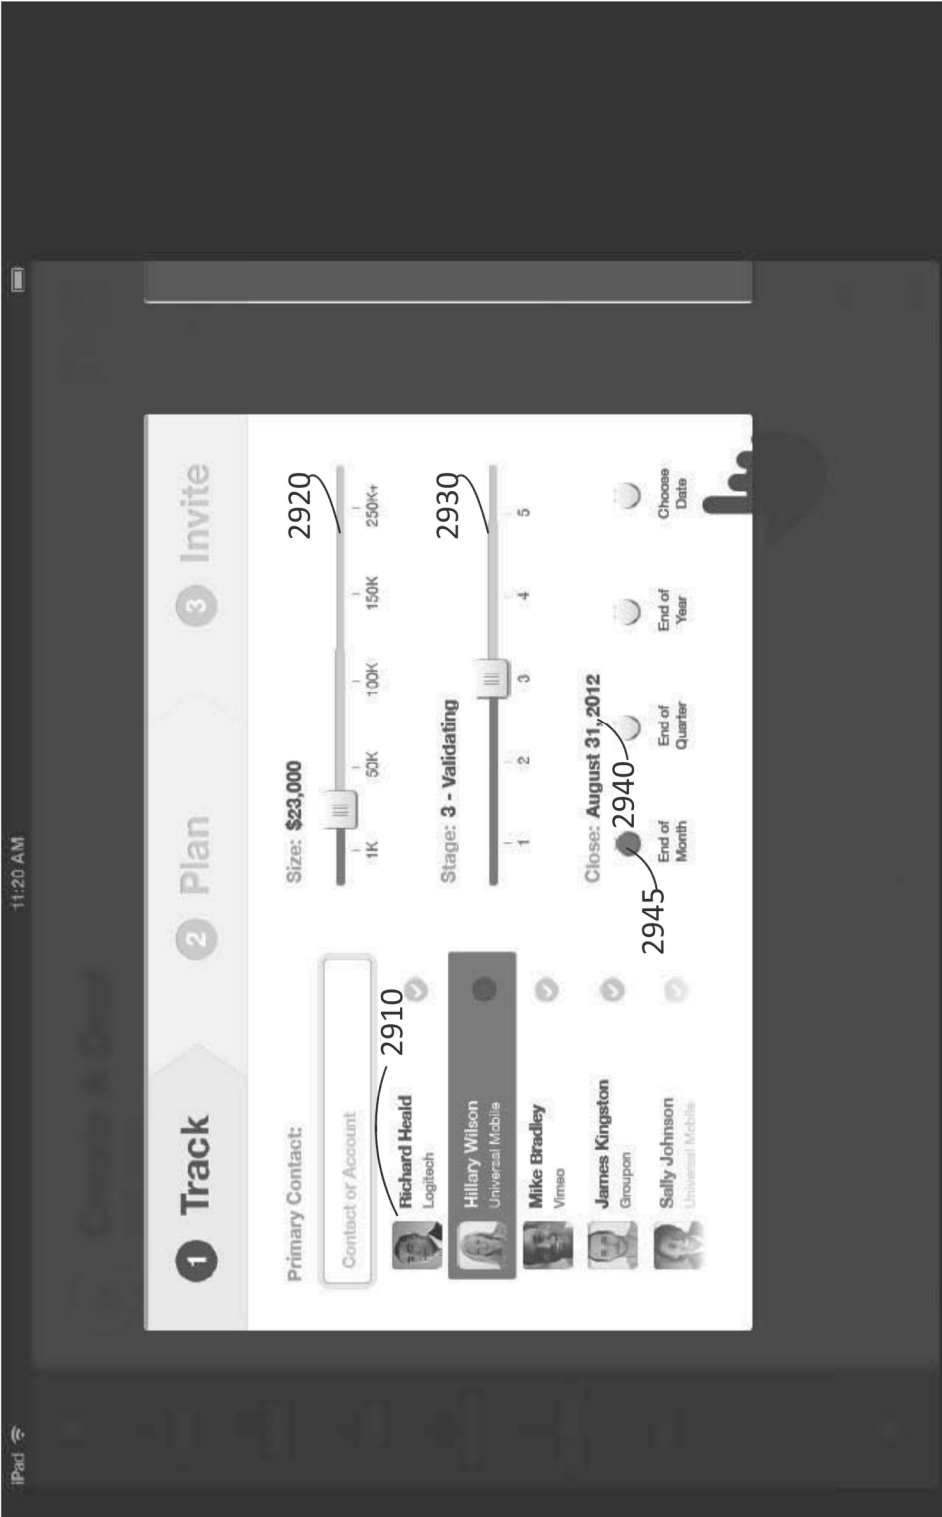 iPad 11:20 AM
Create A Deal
1 Track
2 Plan
3 Invite
Primary Contact:
Contact or Account
2910
Richard Heald
Logitech
Hillary Wilson
Universal Mobile
Mike Bradley
Vimeo
James Kingston
Groupon
Sally Johnson
Universal Mobile
Size: $23,000
2920
1K 50K 100K 150K 250K+
Stage: 3 - Validating
2930
1 2 3 4 5
Close: August 31, 2012
2940
2945
End of
Month
End of
Quarter
End of
Year
Choose
Date